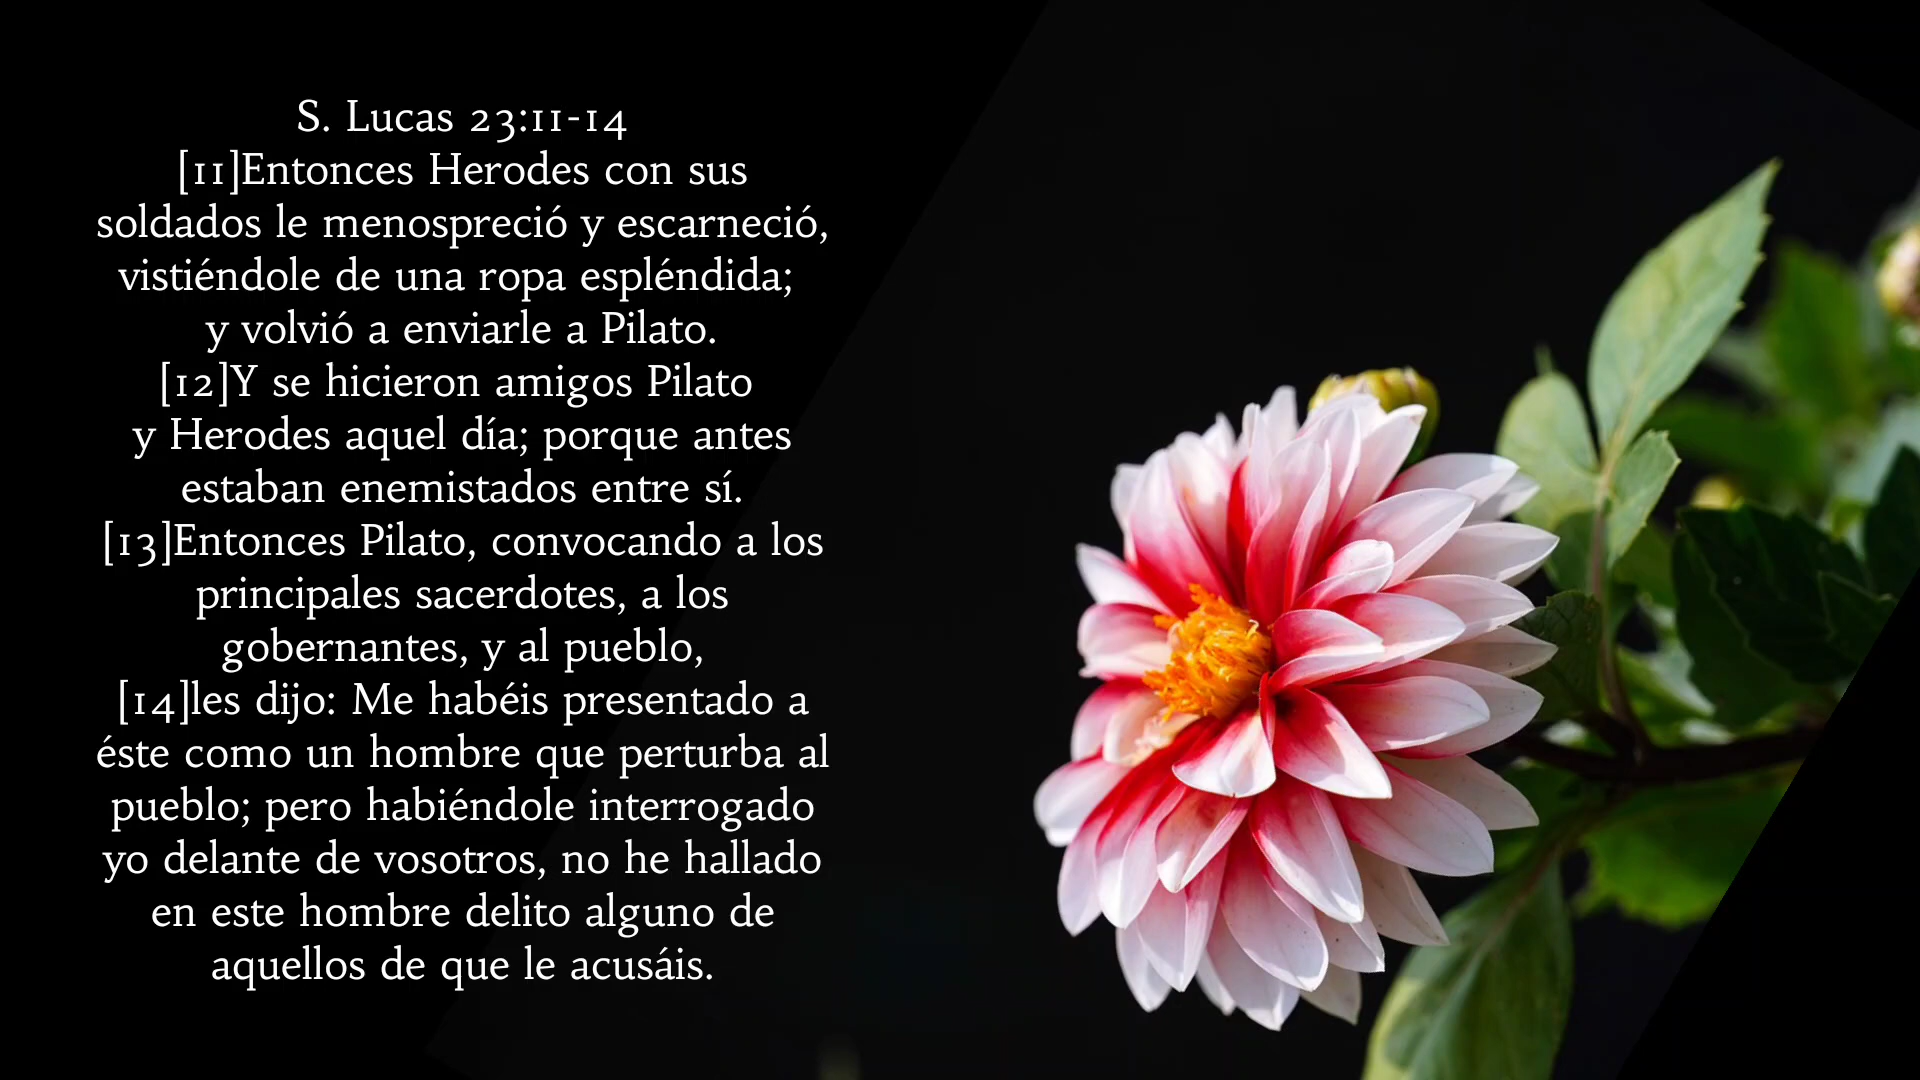 S. Lucas 23:11-14
[11]Entonces Herodes con sus
soldados le menospreció y escarneció,
vistiéndole de una ropa espléndida;
y volvió a enviarle a Pilato.
[12]Y se hicieron amigos Pilato
y Herodes aquel día; porque antes
estaban enemistados entre sí.
[13]Entonces Pilato, convocando a los
principales sacerdotes, a los
gobernantes, y al pueblo,
[14]les dijo: Me habéis presentado a
éste como un hombre que perturba al
pueblo; pero habiéndole interrogado
yo delante de vosotros, no he hallado
en este hombre delito alguno de
aquellos de que le acusáis.